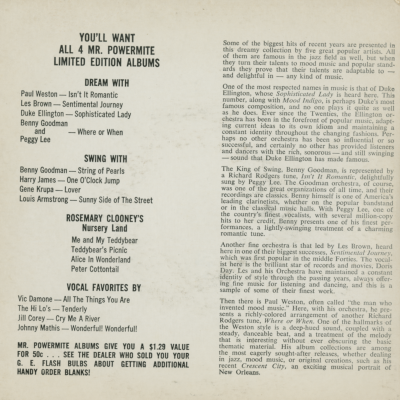 YOU'LL WANT
ALL 4 MR. POWERMITE
LIMITED EDITION ALBUMS
DREAM WITH
Paul Weston — Isn't It Romantic
Les Brown — Sentimental Journey
Duke Ellington — Sophisticated Lady
Benny Goodman
and — Where or When
Peggy Lee
SWING WITH
Benny Goodman — String of Pearls
Harry James — One O'Clock Jump
Gene Krupa — Lover
Louis Armstrong — Sunny Side of The Street
ROSEMARY CLOONEY'S
Nursery Land
Me and My Teddybear
Teddybear's Picnic
Alice In Wonderland
Peter Cottontail
VOCAL FAVORITES BY
Vic Damone — All The Things You Are
The Hi Lo's — Tenderly
Jill Corey — Cry Me A River
Johnny Mathis — Wonderful! Wonderful!
MR. POWERMITE ALBUMS GIVE YOU A $1.29 VALUE
FOR 50c . . . SEE THE DEALER WHO SOLD YOU YOUR
G. E. FLASH BULBS ABOUT GETTING ADDITIONAL
HANDY ORDER BLANKS!
Some of the biggest hits of recent years are presented in
this dreamy collection by five great popular artists. All
of them are famous in the jazz field as well, but when
they turn their talents to mood music and popular stand-
ards they prove that their talents are adaptable to —
and delightful in — any kind of music.
One of the most respected names in music is that of Duke
Ellington, whose Sophisticated Lady is heard here. This
number, along with Mood Indigo, is perhaps Duke's most
famous composition, and no one plays it quite as well
as he does. Ever since the Twenties, the Ellington or-
chestra has been in the forefront of popular music, adapt-
ing current ideas to its own idiom and maintaining a
constant identity throughout the changing fashions. Per-
haps no other orchestra has been so influential or so
successful, and certainly no other has provided listeners
and dancers with the rich, sonorous — and still swinging
— sound that Duke Ellington has made famous.
The King of Swing, Benny Goodman, is represented by
a Richard Rodgers tune, Isn't It Romantic, delightfully
sung by Peggy Lee. The Goodman orchestra, of course,
was one of the great organizations of all time, and their
recordings are classics. Benny himself is one of America's
leading clarinetists, whether on the popular bandstand
or in the classical music halls. With Peggy Lee, one of
the country's finest vocalists, with several million-copy
hits to her credit, Benny presents one of his finest per-
formances, a lightly-swinging treatment of a charming
romantic tune.
Another fine orchestra is that led by Les Brown, heard
here in one of their biggest successes, Sentimental Journey,
which was first popular in the middle Forties. The vocal-
ist here is the brilliant star of records and movies, Doris
Day. Les and his Orchestra have maintained a constant
identity of style through the passing years, always offer-
ing fine music for listening and dancing, and this is a
sample of some of their finest work.
Then there is Paul Weston, often called "the man who
invented mood music." Here, with his orchestra, he pre-
sents a richly-colored arrangement of another Richard
Rodgers tune, Where or When. One of the hallmarks of
the Weston style is a deep-hued sound, coupled with a
steady, danceable beat, and a treatment of the melody
that is interesting without ever obscuring the basic
thematic material. His album collections are among
the most eagerly sought-after releases, whether dealing
in jazz, mood music, or original creations, such as his
recent Crescent City, an exciting musical portrait of
New Orleans.